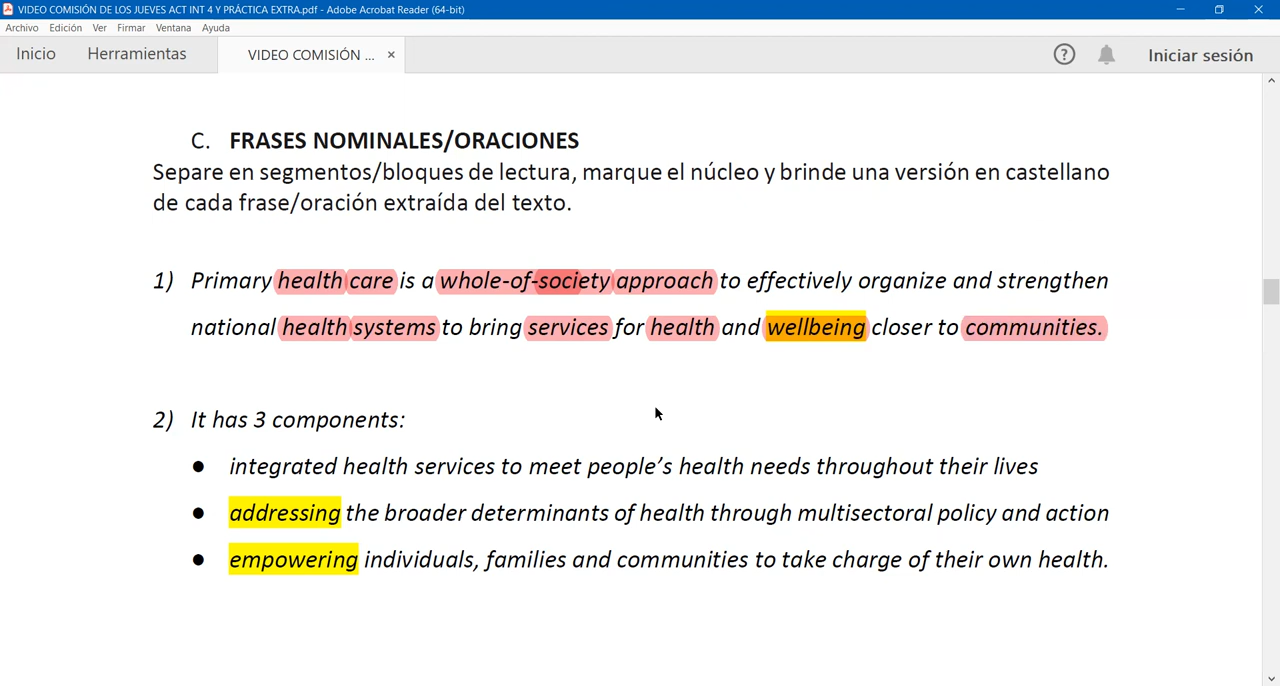 VIDEO COMISIÓN DE LOS JUEVES ACT INT 4 Y PRÁCTICA EXTRA.pdf - Adobe Acrobat Reader (64-bit)
Archivo Edición Ver Firmar Ventana Ayuda
Inicio Herramientas VIDEO COMISIÓN ... × ? Iniciar sesión
C. FRASES NOMINALES/ORACIONES
Separe en segmentos/bloques de lectura, marque el núcleo y brinde una versión en castellano
de cada frase/oración extraída del texto.
1) Primary health care is a whole-of-society approach to effectively organize and strengthen
national health systems to bring services for health and wellbeing closer to communities.
2) It has 3 components:
● integrated health services to meet people's health needs throughout their lives
● addressing the broader determinants of health through multisectoral policy and action
● empowering individuals, families and communities to take charge of their own health.